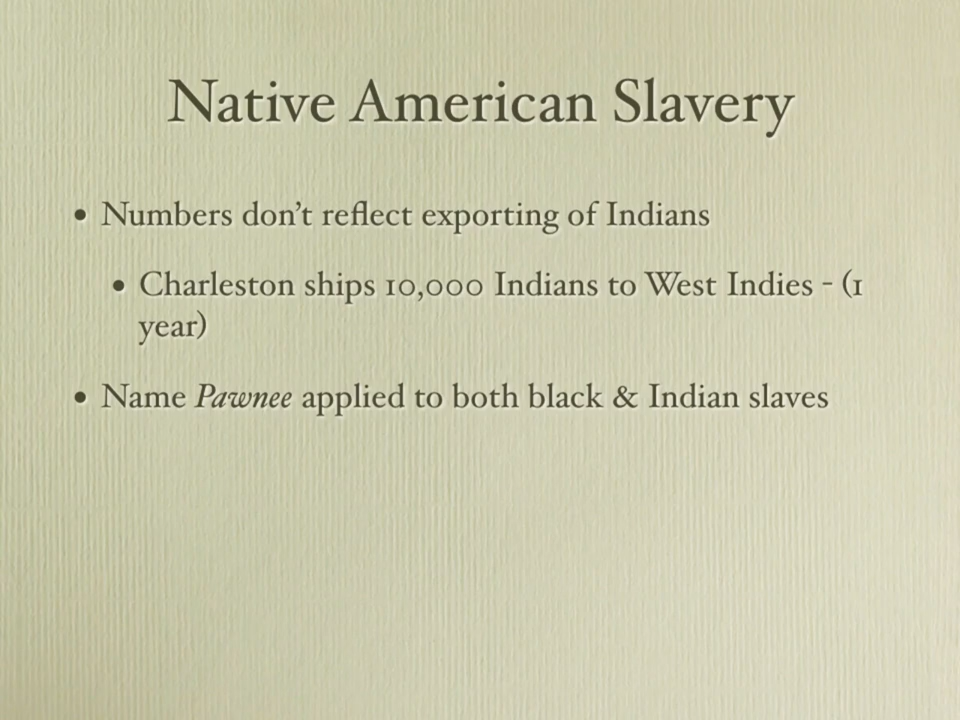 Native American Slavery
• Numbers don't reflect exporting of Indians
• Charleston ships 10,000 Indians to West Indies - (1
year)
• Name Pawnee applied to both black & Indian slaves